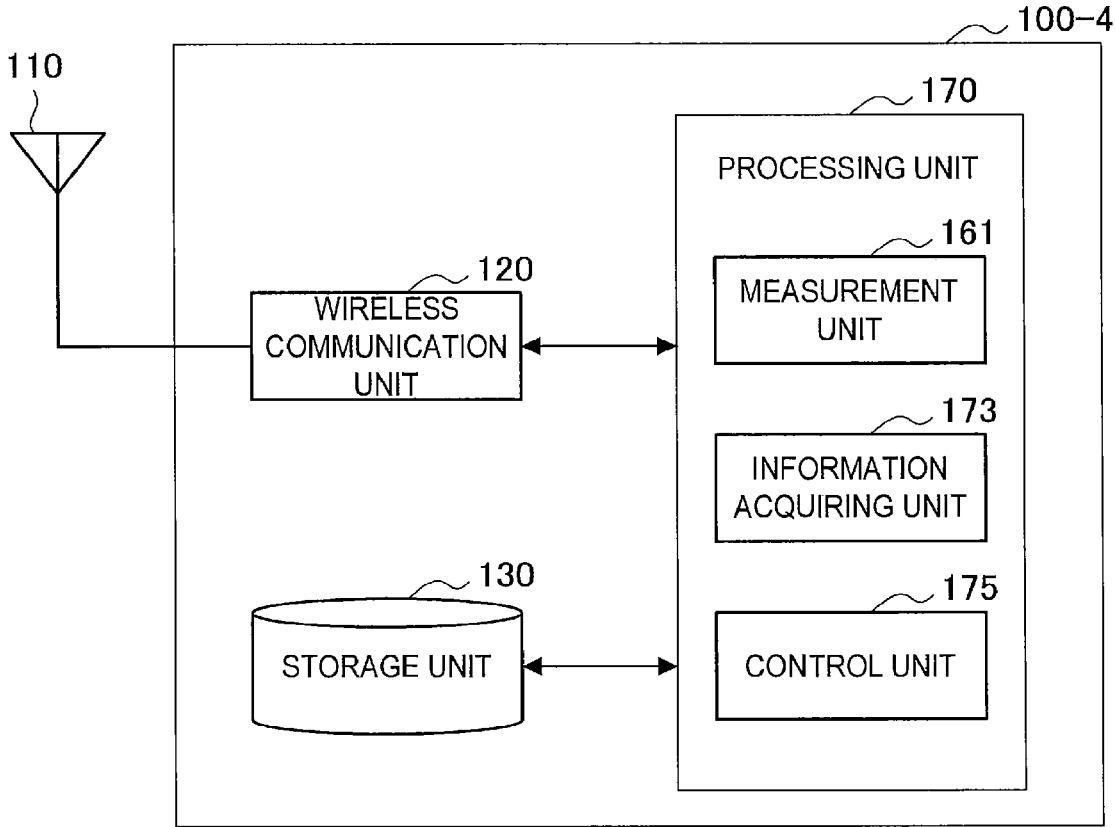 100-4
110
170
PROCESSING UNIT
161
MEASUREMENT
UNIT
120
WIRELESS
COMMUNICATION
UNIT
173
INFORMATION
ACQUIRING UNIT
130
STORAGE UNIT
175
CONTROL UNIT